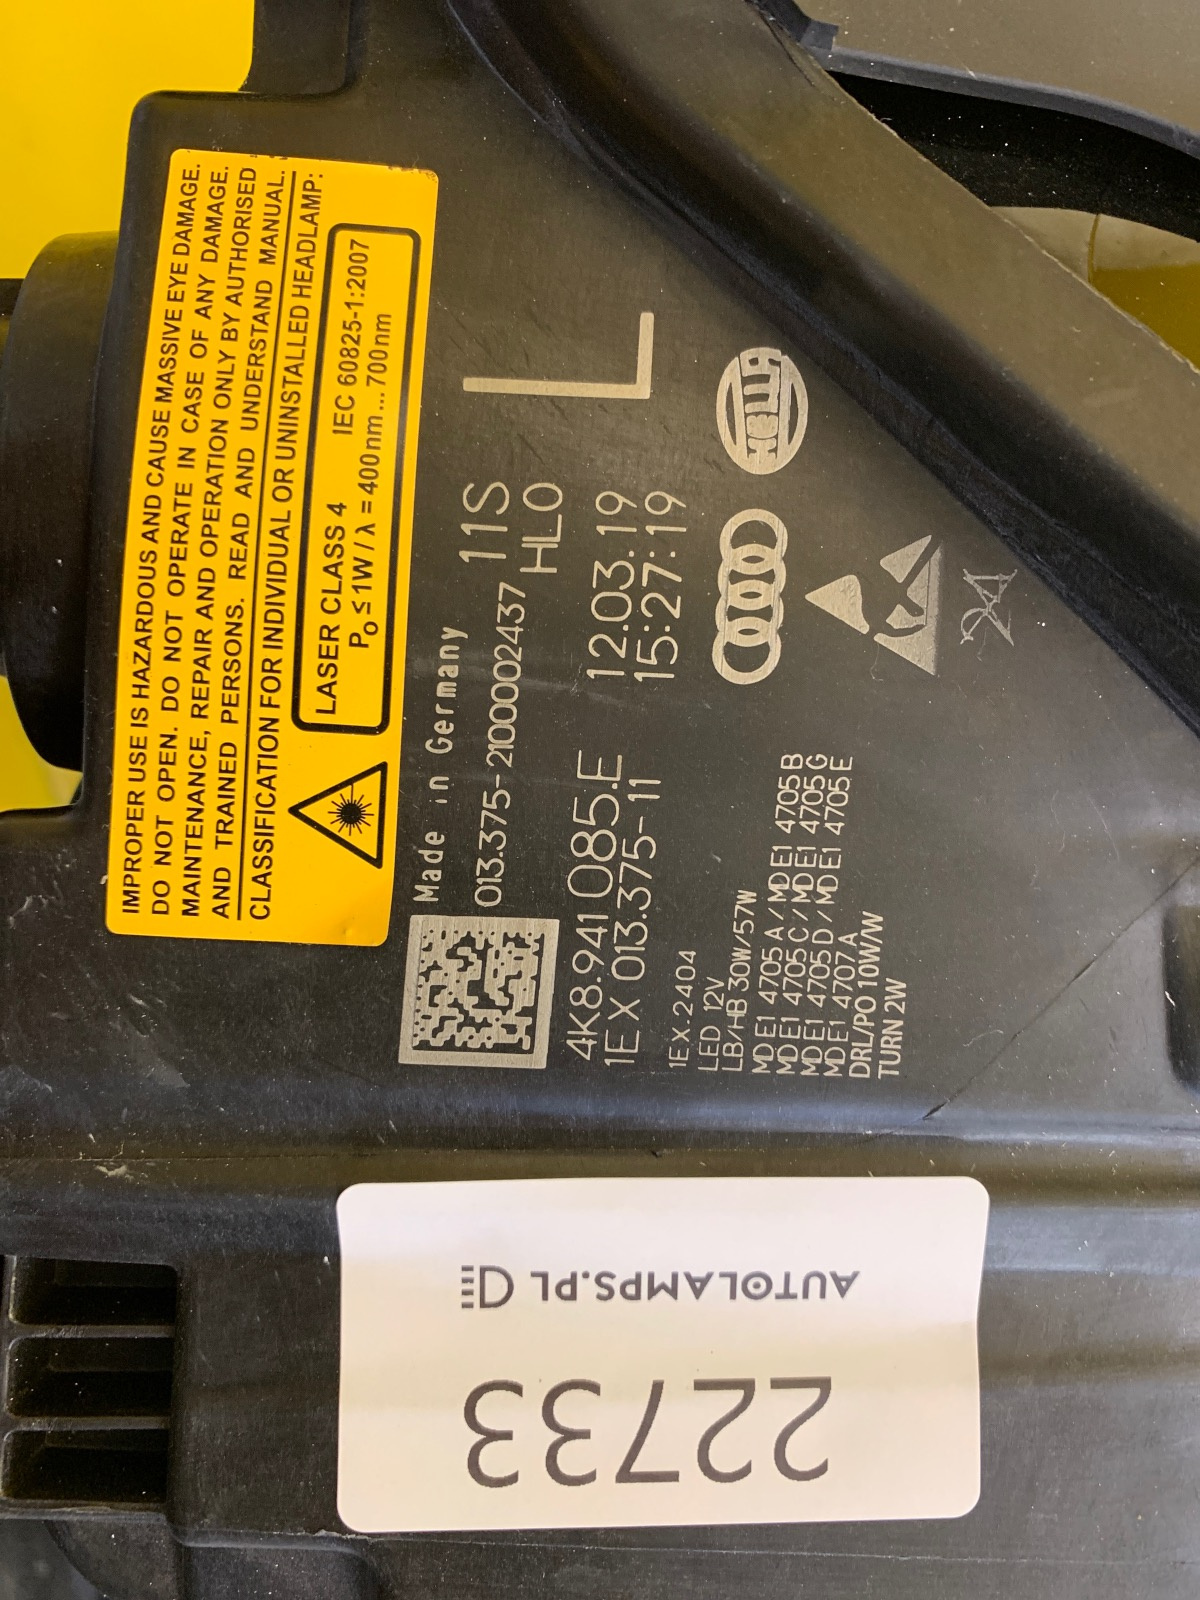 IMPROPER USE IS HAZARDOUS AND CAUSE MASSIVE EYE DAMAGE.
DO NOT OPEN. DO NOT OPERATE IN CASE OF ANY DAMAGE.
MAINTENANCE, REPAIR AND OPERATION ONLY BY AUTHORISED
AND TRAINED PERSONS. READ AND UNDERSTAND MANUAL.
CLASSIFICATION FOR INDIVIDUAL OR UNINSTALLED HEADLAMP:
LASER CLASS 4 IEC 60825-1:2007
Po ≤ 1W / λ = 400nm ... 700nm
Made in Germany
013.375-2100002437
11S
HL0
L
4K8.941 085.E
1EX 013.375-11
12.03.19
15:27:19
HELLA
1EX.2404
LED 12V
LB/HB 30W/57W
MD E1 4705 A / MD E1 4705 B
MD E1 4705 C / MD E1 4705 G
MD E1 4705 D / MD E1 4705 E
MD E1 4707 A
DRL/PO 10W/W
TURN 2W
AUTOLAMPS.PL
22733